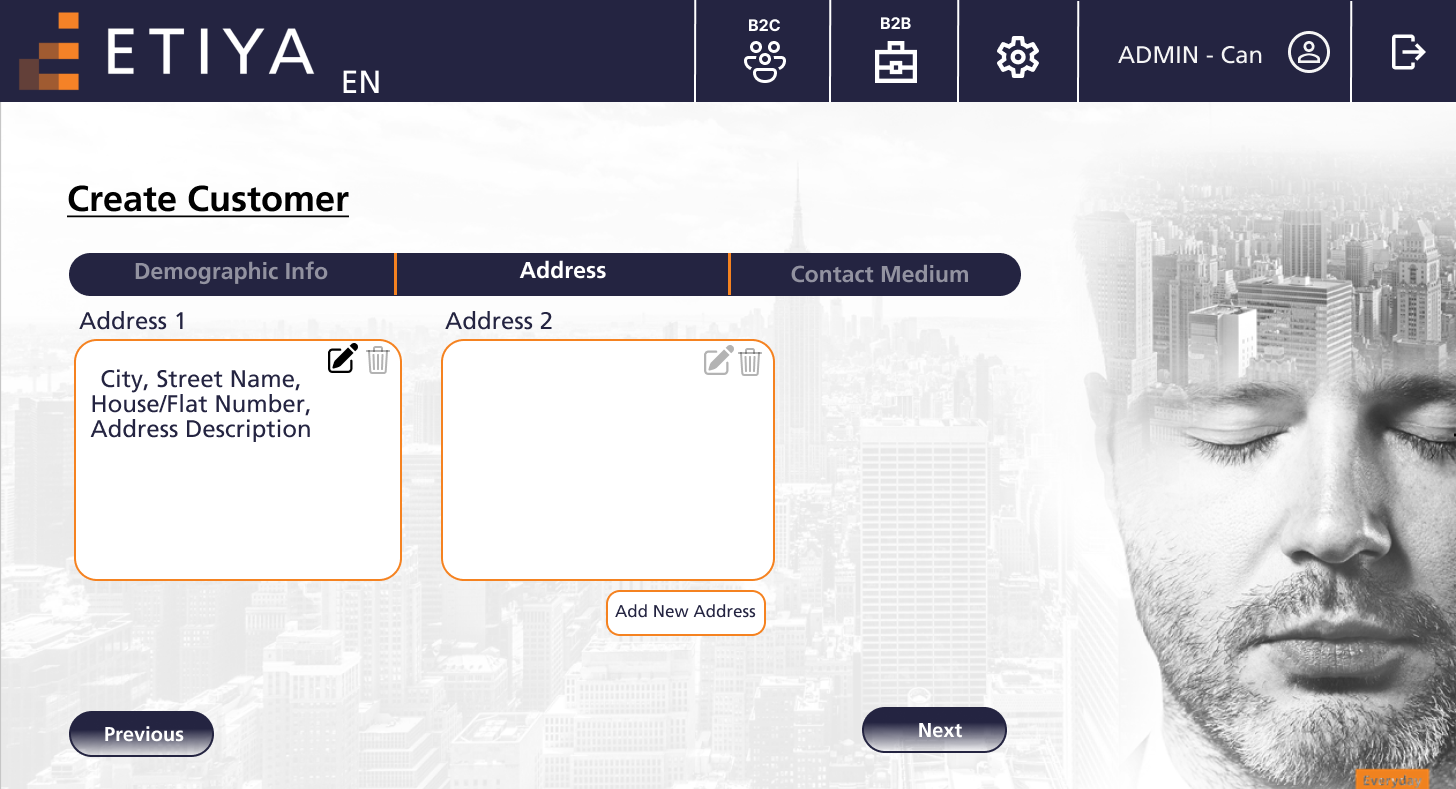 ETIYA
EN
B2C
B2B
ADMIN - Can
Create Customer
Demographic Info
Address
Contact Medium
Address 1
Address 2
City, Street Name,
House/Flat Number,
Address Description
Add New Address
Previous
Next